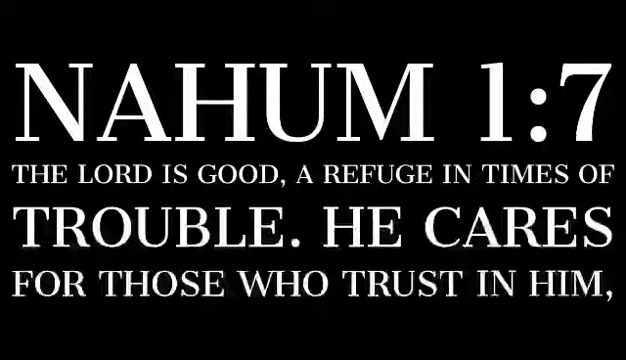 NAHUM 1:7
THE LORD IS GOOD, A REFUGE IN TIMES OF
TROUBLE. HE CARES
FOR THOSE WHO TRUST IN HIM,